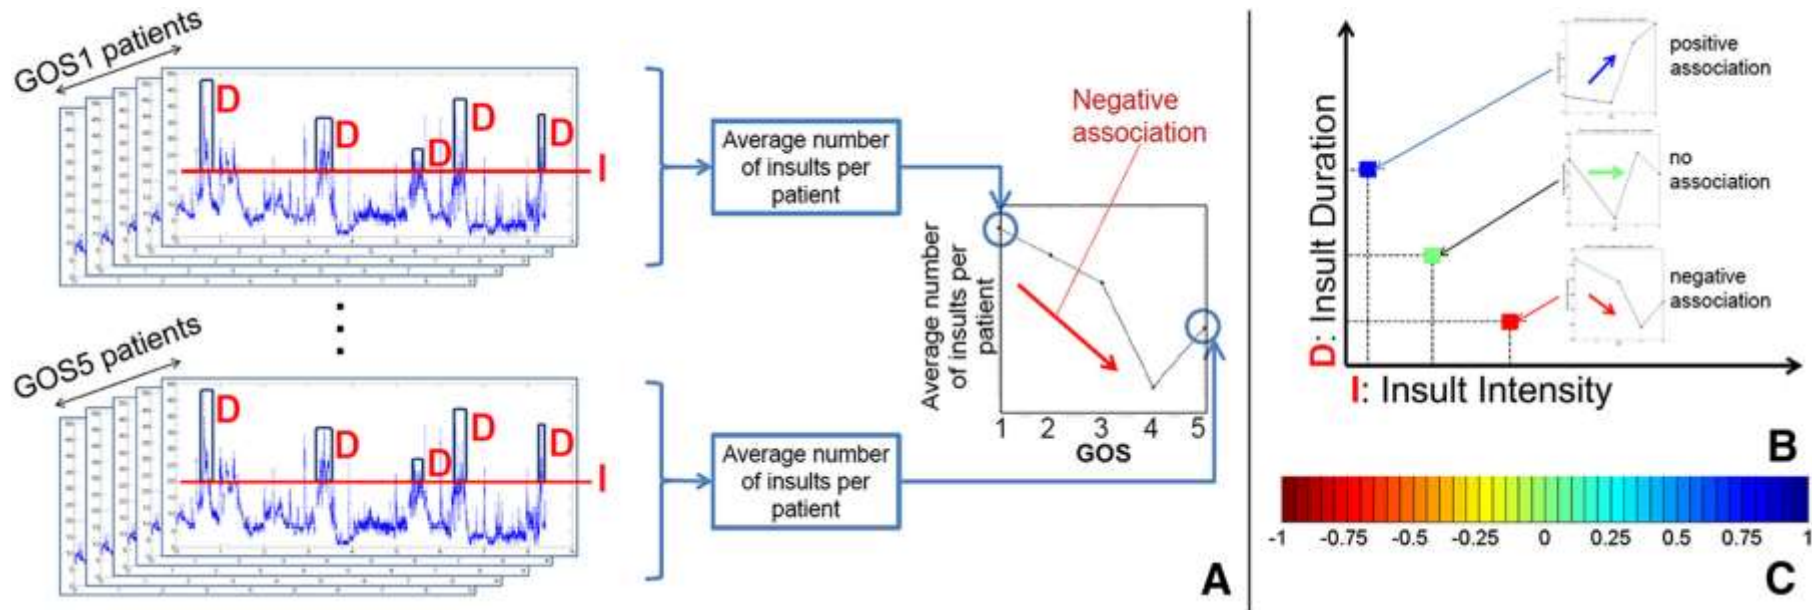 GOS1 patients
D
D
D
D
D
I
Average number
of insults per
patient
GOS5 patients
D
D
D
D
D
I
Average number
of insults per
patient
Negative
association
Average number
of insults per
patient
1 2 3 4 5
GOS
A
D: Insult Duration
I: Insult Intensity
positive
association
no
association
negative
association
B
-1 -0.75 -0.5 -0.25 0 0.25 0.5 0.75 1
C